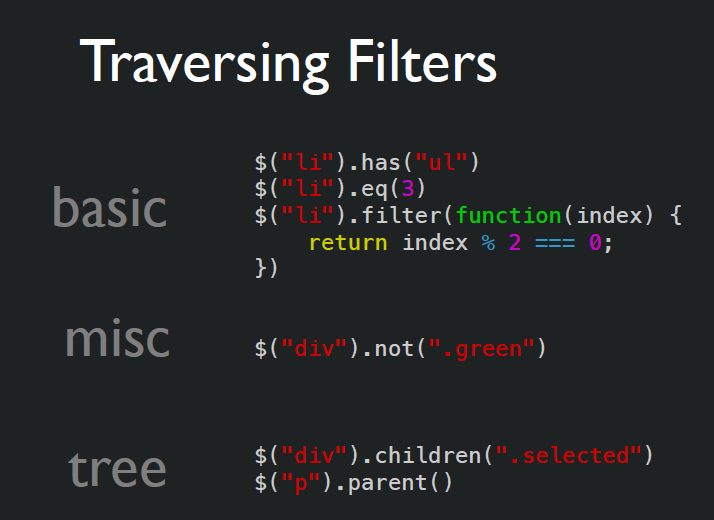 Traversing Filters
basic
$("li").has("ul")
$("li").eq(3)
$("li").filter(function(index) {
    return index % 2 === 0;
})
misc
$("div").not(".green")
tree
$("div").children(".selected")
$("p").parent()